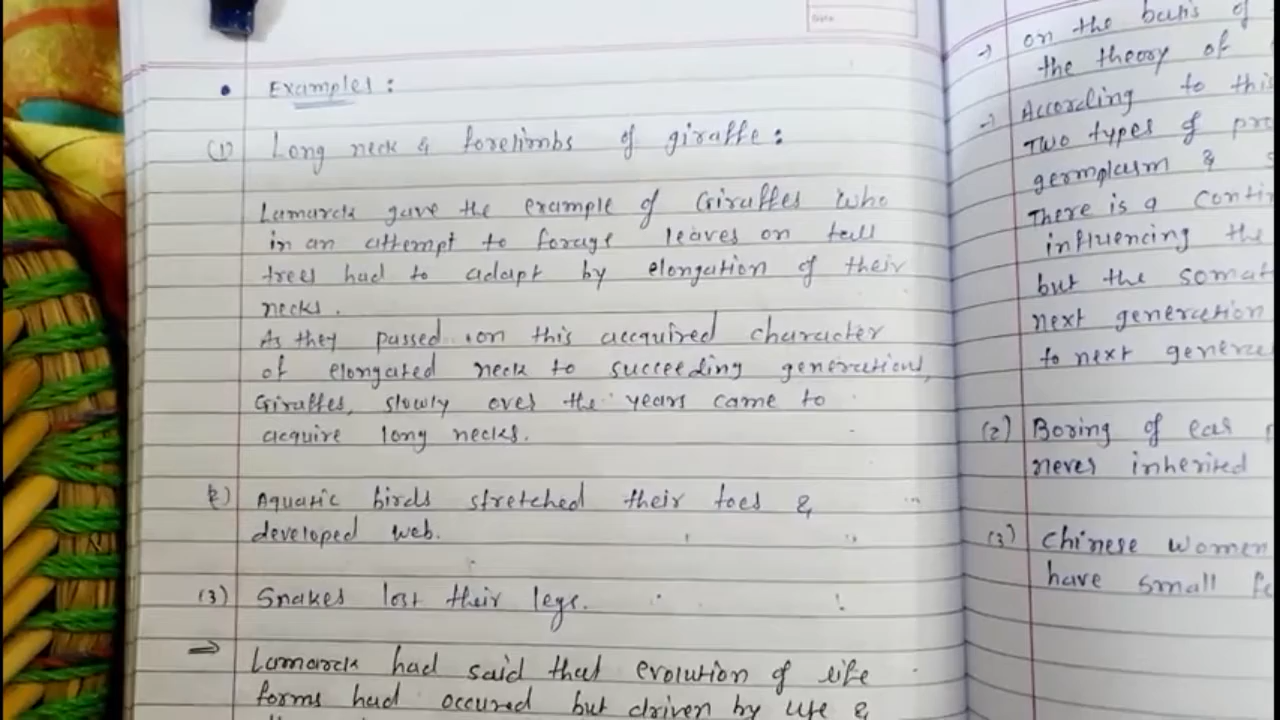 • Examples :
(1) Long neck & forelimbs of giraffe :
Lamarck gave the example of Giraffes who
in an attempt to forage leaves on tall
trees had to adapt by elongation of their
necks.
As they passed on this accquired character
of elongated neck to succeeding generations,
Giraffes, slowly over the years came to
acquire long necks.
2) Aquatic birds stretched their toes &
developed web.
(3) Snakes lost their legs.
⇒ Lamarck had said that evolution of life
forms had occured but driven by use &
→ on the basis of
the theory of
→ According to this
Two types of
germplasm &
There is a
influencing the
but the
next generation
to next
(2) Boring of ear
never inherited
(3) Chinese women
have small